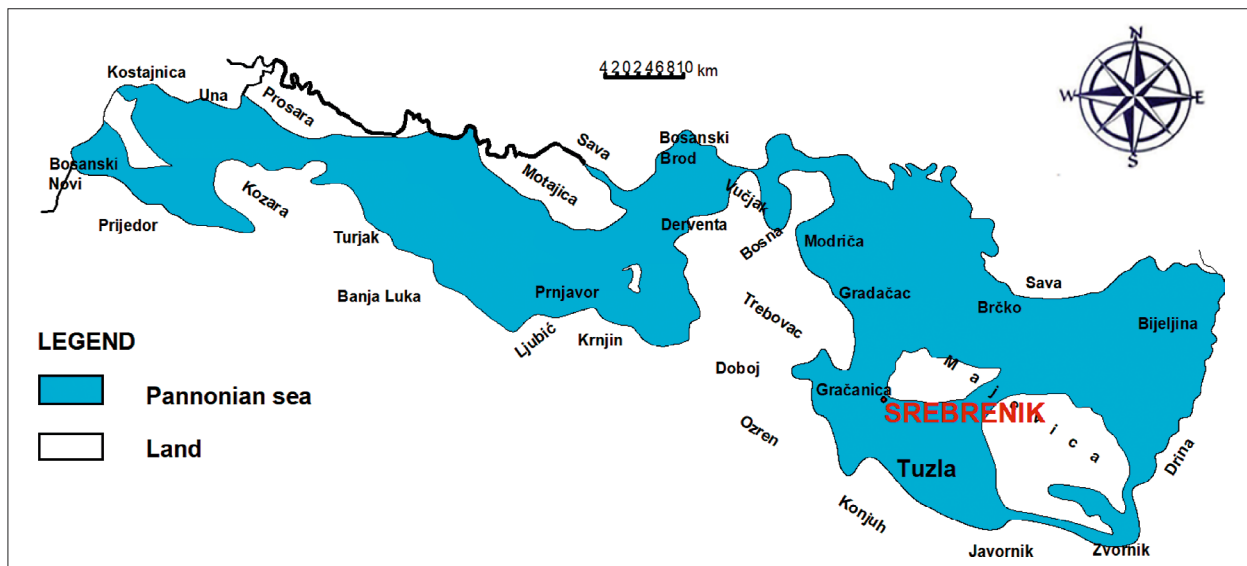 N
W
E
S
4 2 0 2 4 6 8 10 km
Kostajnica
Una
Prosara
Sava
Bosanski
Brod
Bosanski
Novi
Motajica
Vučjak
Kozara
Derventa
Prijedor
Turjak
Bosna
Modriča
Banja Luka
Prnjavor
Gradačac
Sava
Brčko
Bijeljina
Trebovac
Ljubić
Krnjin
LEGEND
Pannonian sea
Land
Doboj
Gračanica
Majevica
SREBRENIK
Ozren
Tuzla
Drina
Konjuh
Javornik
Zvornik